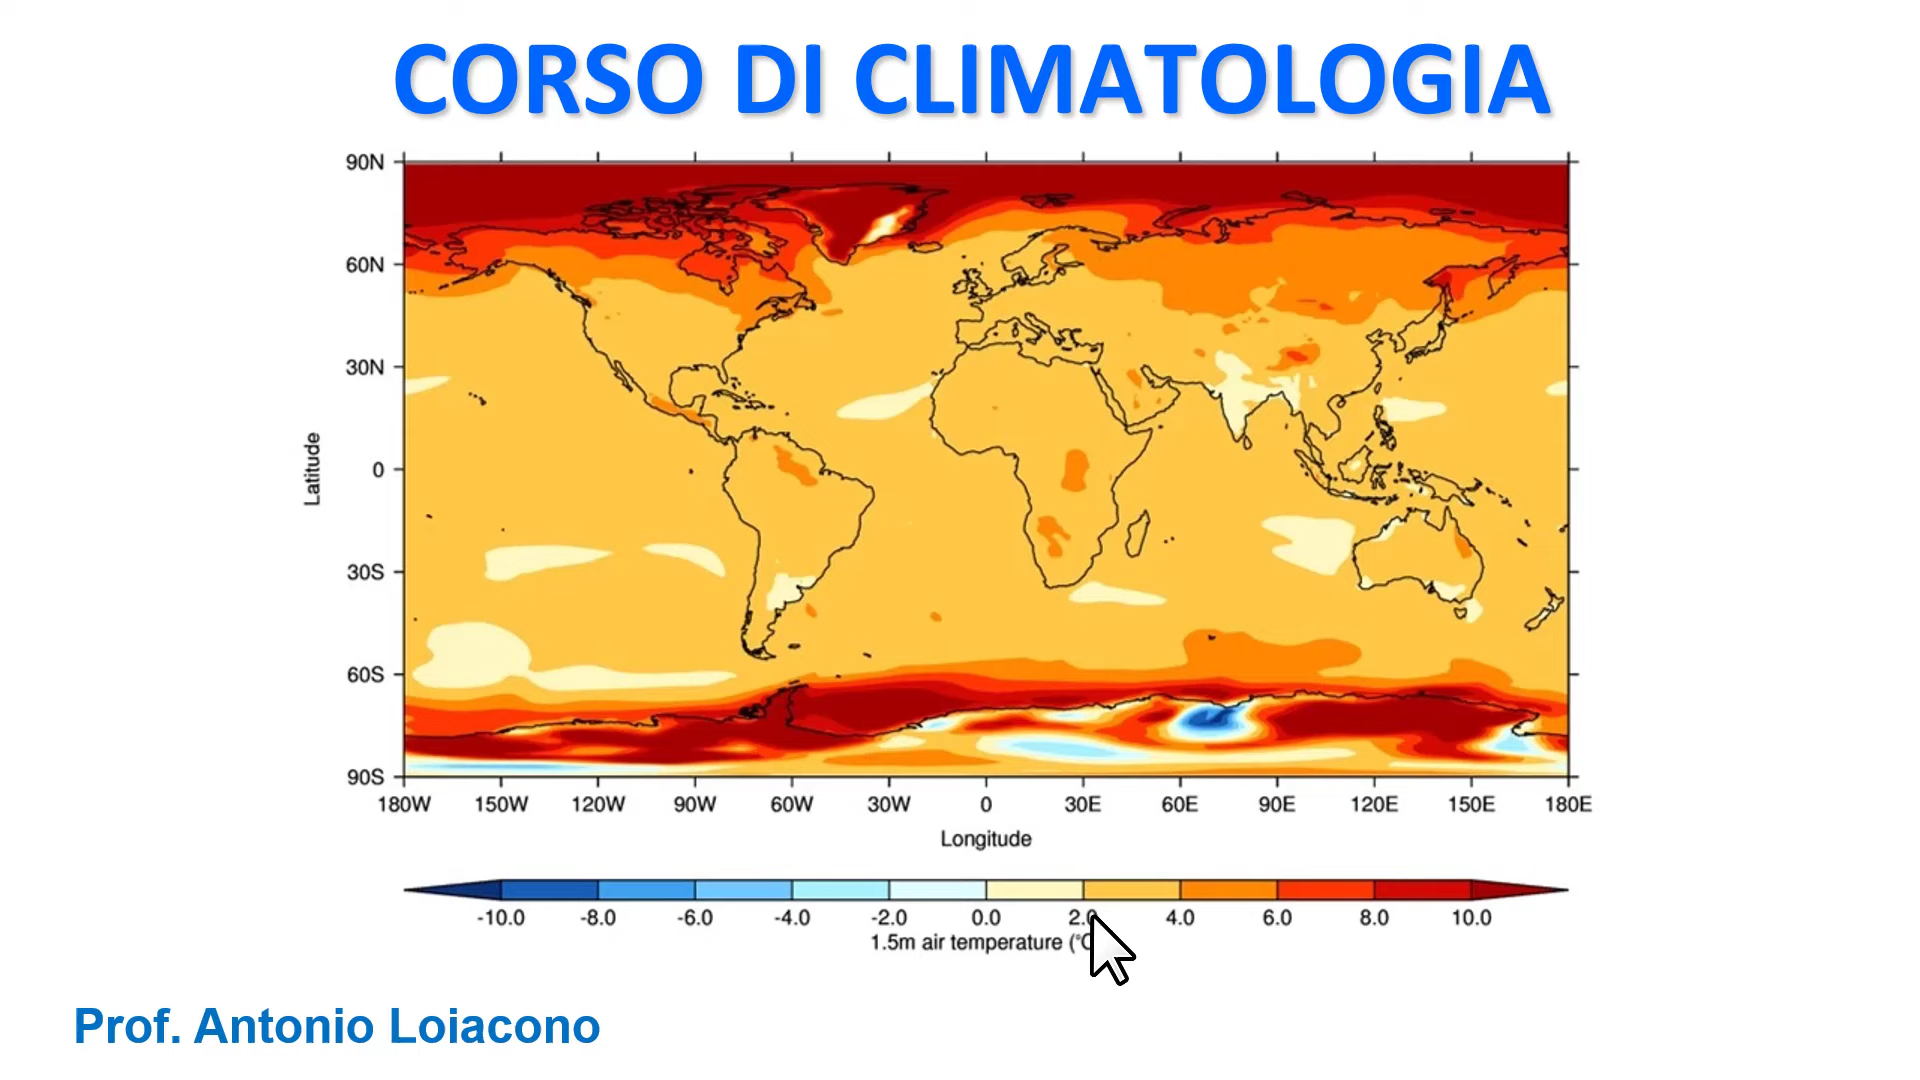 CORSO DI CLIMATOLOGIA
90N
60N
30N
0
30S
60S
90S
Latitude
180W 150W 120W 90W 60W 30W 0 30E 60E 90E 120E 150E 180E
Longitude
-10.0 -8.0 -6.0 -4.0 -2.0 0.0 2.0 4.0 6.0 8.0 10.0
1.5m air temperature (°C
Prof. Antonio Loiacono